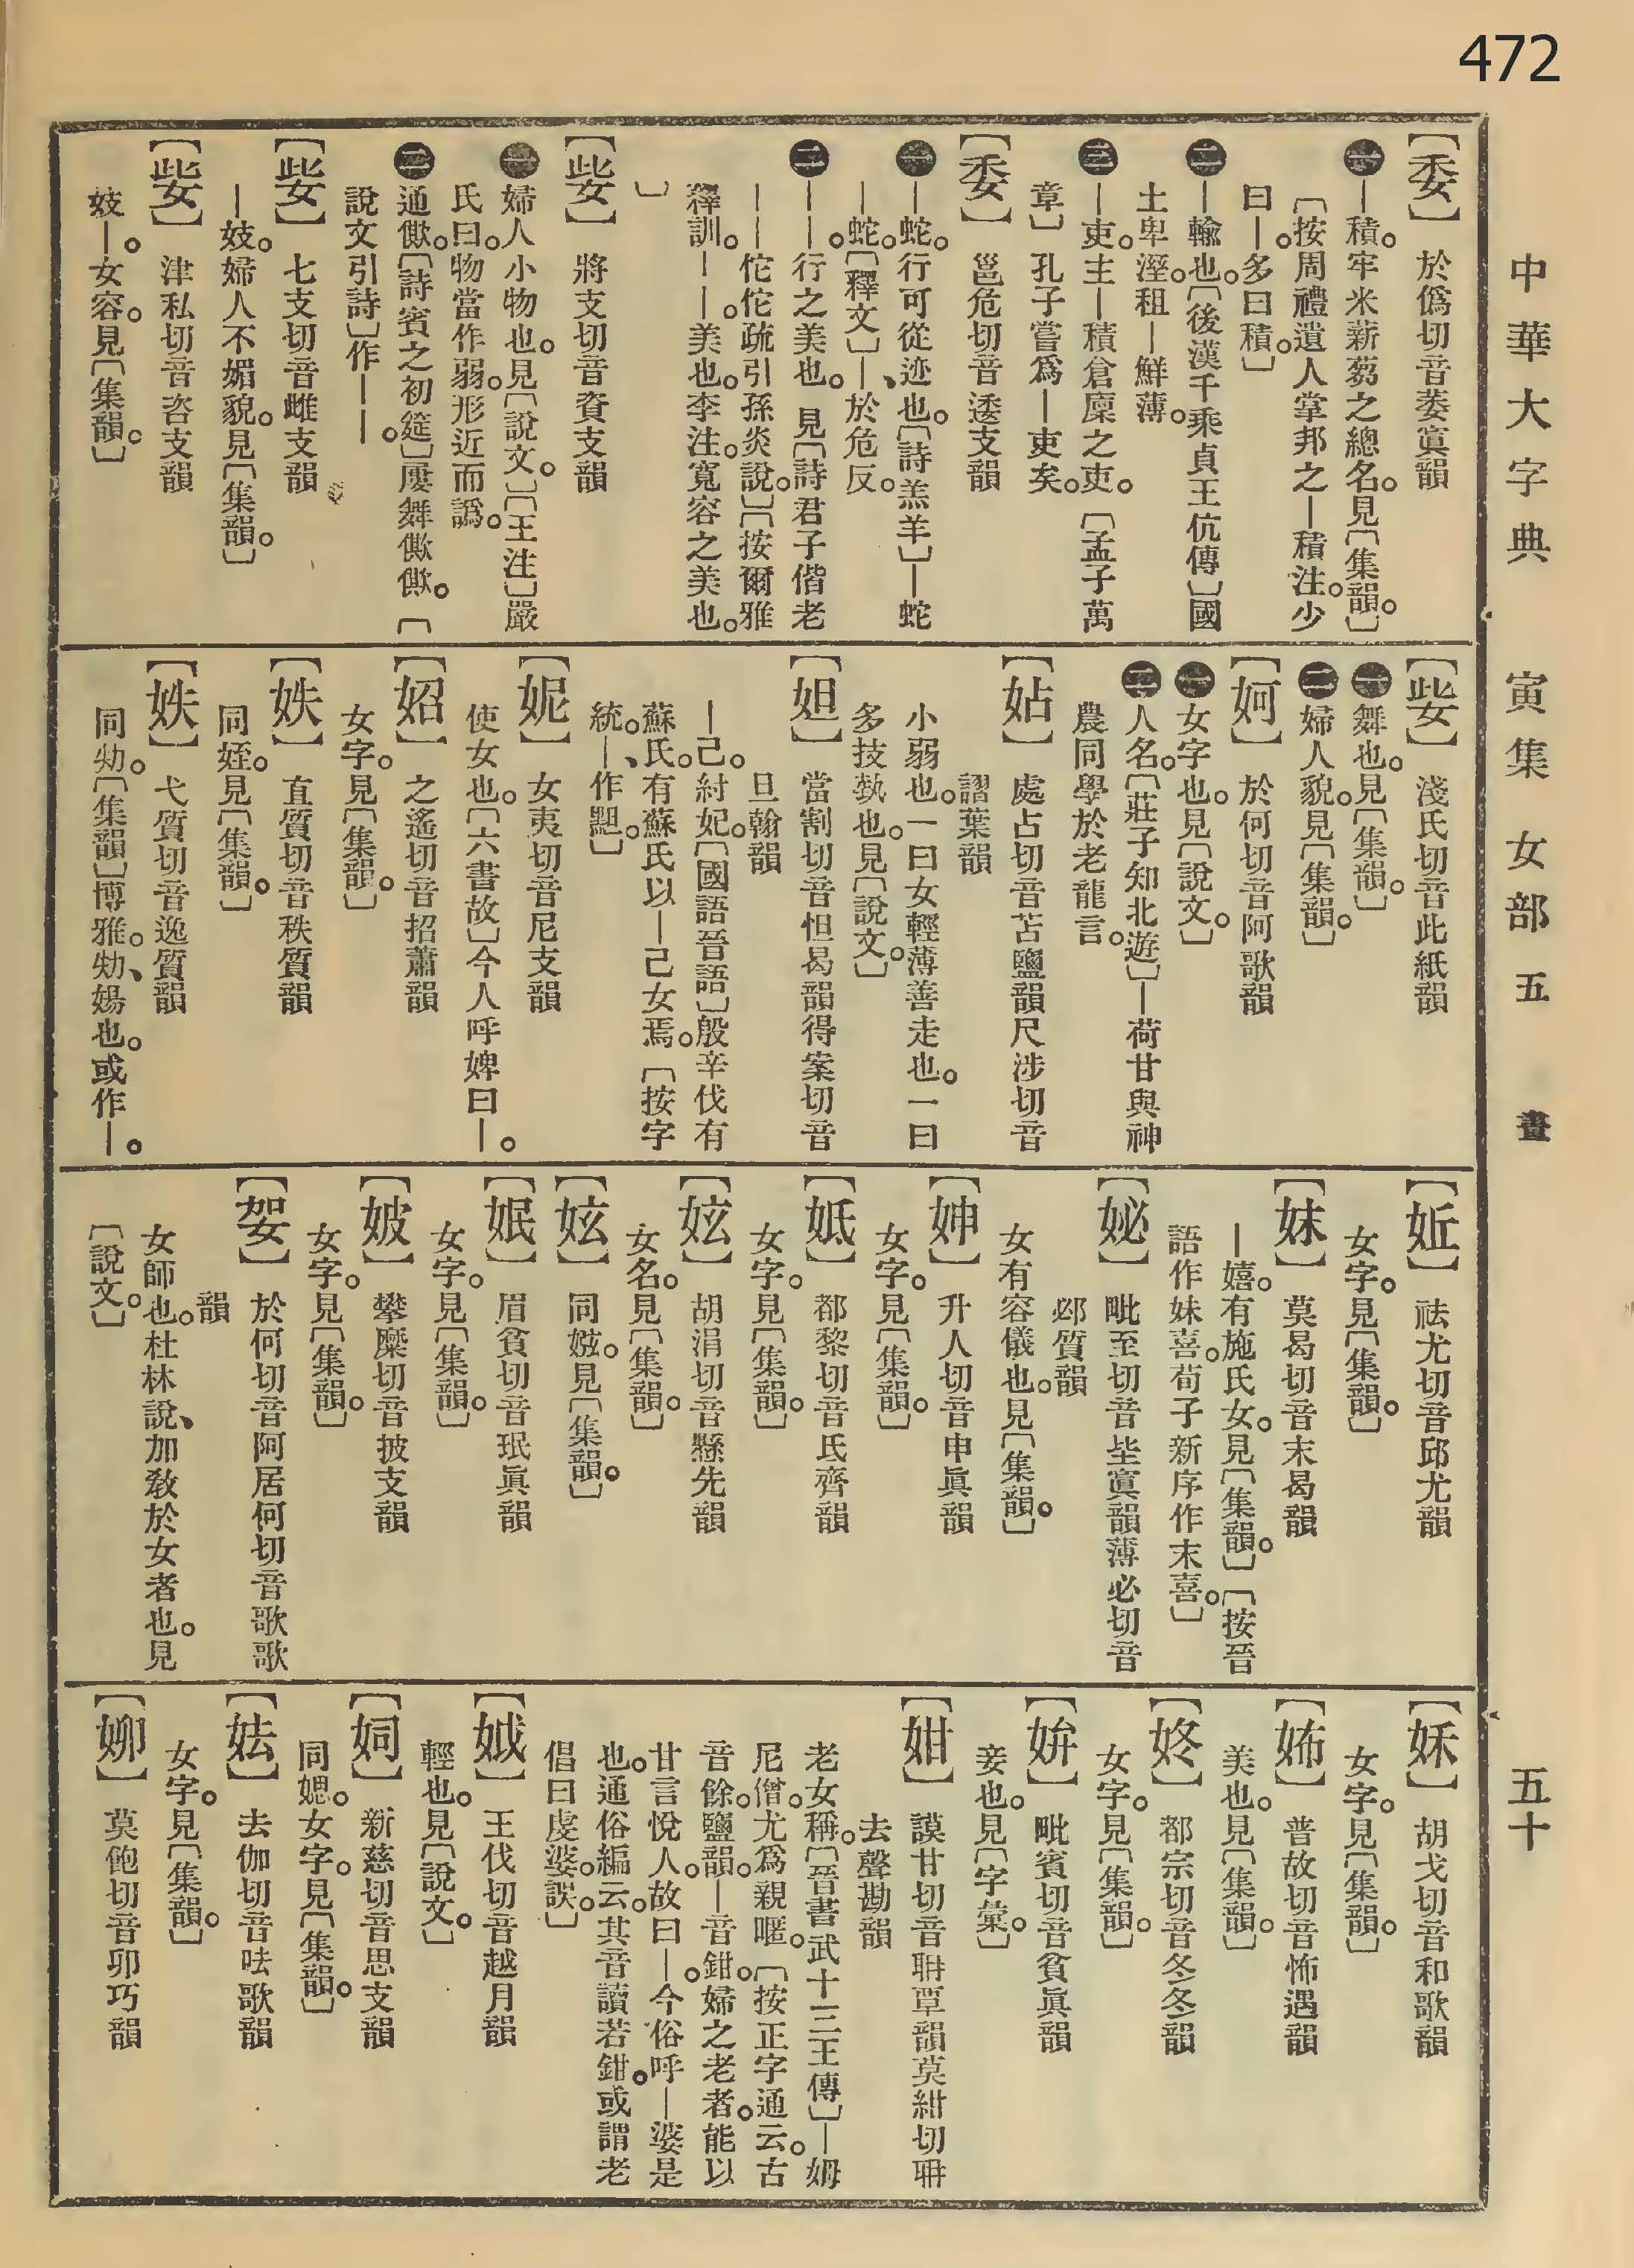 472
中華大字典　寅集　女部　五　畫　五十
【委】　於僞切音萎寘韻
㊀｜積。牢米薪芻之總名。見〔集韻。〕
〔按周禮遺人掌邦之｜積注。少
曰｜。多曰積。〕
㊁｜輸也。〔後漢千乘貞王伉傳〕國
土卑溼。租｜鮮薄。
㊂｜吏。主｜積倉廩之吏。〔孟子萬
章〕孔子嘗爲｜吏矣。
【委】　邕危切音逶支韻
㊀｜蛇。行可從迹也。〔詩羔羊〕｜蛇
｜蛇。〔釋文〕｜、於危反。
㊁｜｜。行之美也。見〔詩君子偕老
｜｜佗佗疏引孫炎說。〕〔按爾雅
釋訓。｜｜。美也。李注。寬容之美也。
〕
【姕】　將支切音資支韻
㊀婦人小物也。見〔說文。〕〔王注〕嚴
氏曰。物當作弱。形近而譌。
㊁通僛。〔詩賓之初筵〕屢舞僛僛。〔
說文引詩〕作｜｜。
【姕】　七支切音雌支韻
｜妓。婦人不媚貌。見〔集韻。〕
【姕】　津私切音咨支韻
妓｜。女容。見〔集韻。〕
【姕】　淺氏切音此紙韻
㊀舞也。見〔集韻。〕
㊁婦人貌。見〔集韻。〕
【妸】　於何切音阿歌韻
㊀女字也。見〔說文。〕
㊁人名。〔莊子知北遊〕｜荷甘與神
農同學於老龍言。
【姑】　處占切音苫鹽韻尺涉切音
謵葉韻
小弱也。一曰女輕薄善走也。一曰
多技埶也。見〔說文。〕
【妲】　當割切音怛曷韻得案切音
旦翰韻
｜己。紂妃。〔國語晉語〕殷辛伐有
蘇氏。有蘇氏以｜己女焉。〔按字
統｜、作䵣。〕
【妮】　女夷切音尼支韻
使女也。〔六書故〕今人呼婢曰｜。
【妱】　之遙切音招蕭韻
女字。見〔集韻。〕
【妷】　直質切音秩質韻
同姪。見〔集韻。〕
【妷】　弋質切音逸質韻
同㛆。〔集韻〕博雅。㛆、婸也。或作｜。
【㚱】　祛尤切音邱尤韻
女字。見〔集韻。〕
【妺】　莫曷切音末曷韻
｜嬉。有施氏女。見〔集韻。〕〔按晉
語作妹喜。荀子新序作末喜。〕
【妼】　毗至切音坒寘韻薄必切音
邲質韻
女有容儀也。見〔集韻。〕
【妽】　升人切音申眞韻
女字。見〔集韻。〕
【㚰】　都黎切音氐齊韻
女字。見〔集韻。〕
【妶】　胡涓切音懸先韻
女名。見〔集韻。〕
【妶】　同嫙。見〔集韻。〕
【姄】　眉貧切音珉眞韻
女字。見〔集韻。〕
【㛅】　攀糜切音披支韻
女字。見〔集韻。〕
【妿】　於何切音阿居何切音歌歌
韻
女師也。杜林說、加敎於女者也。見
〔說文。〕
【㚥】　胡戈切音和歌韻
女字。見〔集韻。〕
【㛂】　普故切音怖遇韻
美也。見〔集韻。〕
【㚵】　都宗切音冬冬韻
女字。見〔集韻。〕
【姘】　毗賓切音貧眞韻
妾也。見〔字彙。〕
【姏】　謨甘切音䎃覃韻莫紺切䎃
去聲勘韻
老女稱。〔晉書武十三王傳〕｜姆
尼僧。尤爲親暱。〔按正字通云。古
音餘。鹽韻。｜音鉗。婦之老者。能以
甘言悅人。故曰｜。今俗呼｜婆是
也。通俗編云。其音讀若鉗。或謂老
倡曰虔婆。誤。〕
【娍】　王伐切音越月韻
輕也。見〔說文。〕
【㚸】　新慈切音思支韻
同媤。女字。見〔集韻。〕
【㚫】　去伽切音呿歌韻
女字。見〔集韻。〕
【㚹】　莫飽切音卯巧韻